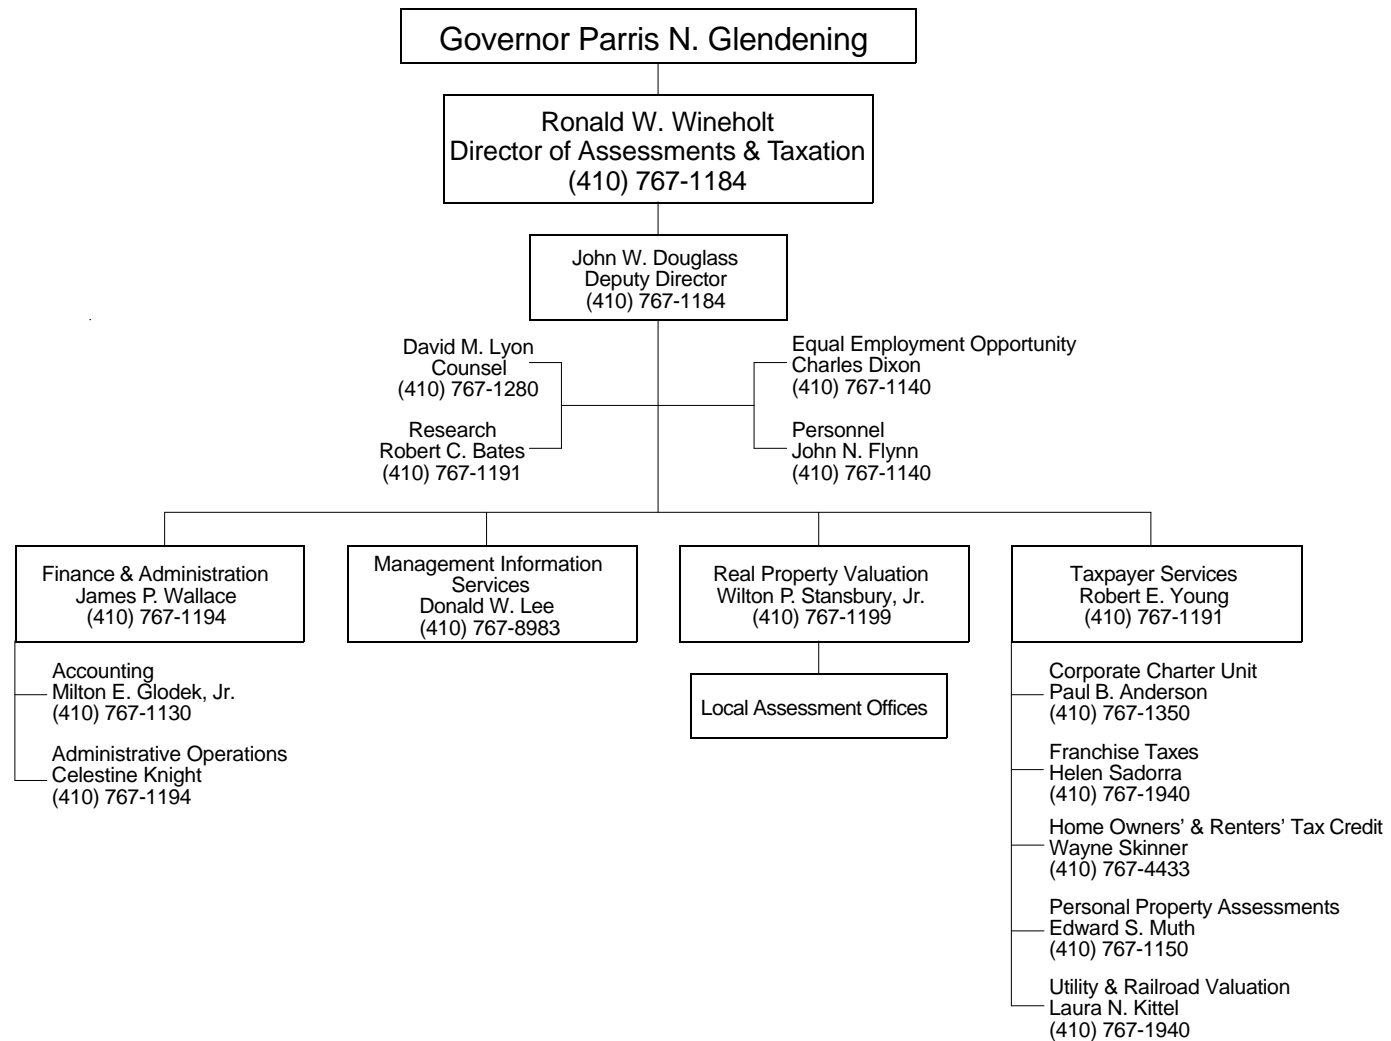 Governor Parris N. Glendening
Ronald W. Wineholt
Director of Assessments & Taxation
(410) 767-1184
John W. Douglass
Deputy Director
(410) 767-1184
David M. Lyon
Counsel
(410) 767-1280
Equal Employment Opportunity
Charles Dixon
(410) 767-1140
Research
Robert C. Bates
(410) 767-1191
Personnel
John N. Flynn
(410) 767-1140
Finance & Administration
James P. Wallace
(410) 767-1194
Management Information
Services
Donald W. Lee
(410) 767-8983
Real Property Valuation
Wilton P. Stansbury, Jr.
(410) 767-1199
Taxpayer Services
Robert E. Young
(410) 767-1191
Accounting
Milton E. Glodek, Jr.
(410) 767-1130
Administrative Operations
Celestine Knight
(410) 767-1194
Local Assessment Offices
Corporate Charter Unit
Paul B. Anderson
(410) 767-1350
Franchise Taxes
Helen Sadorra
(410) 767-1940
Home Owners’ & Renters’ Tax Credit
Wayne Skinner
(410) 767-4433
Personal Property Assessments
Edward S. Muth
(410) 767-1150
Utility & Railroad Valuation
Laura N. Kittel
(410) 767-1940